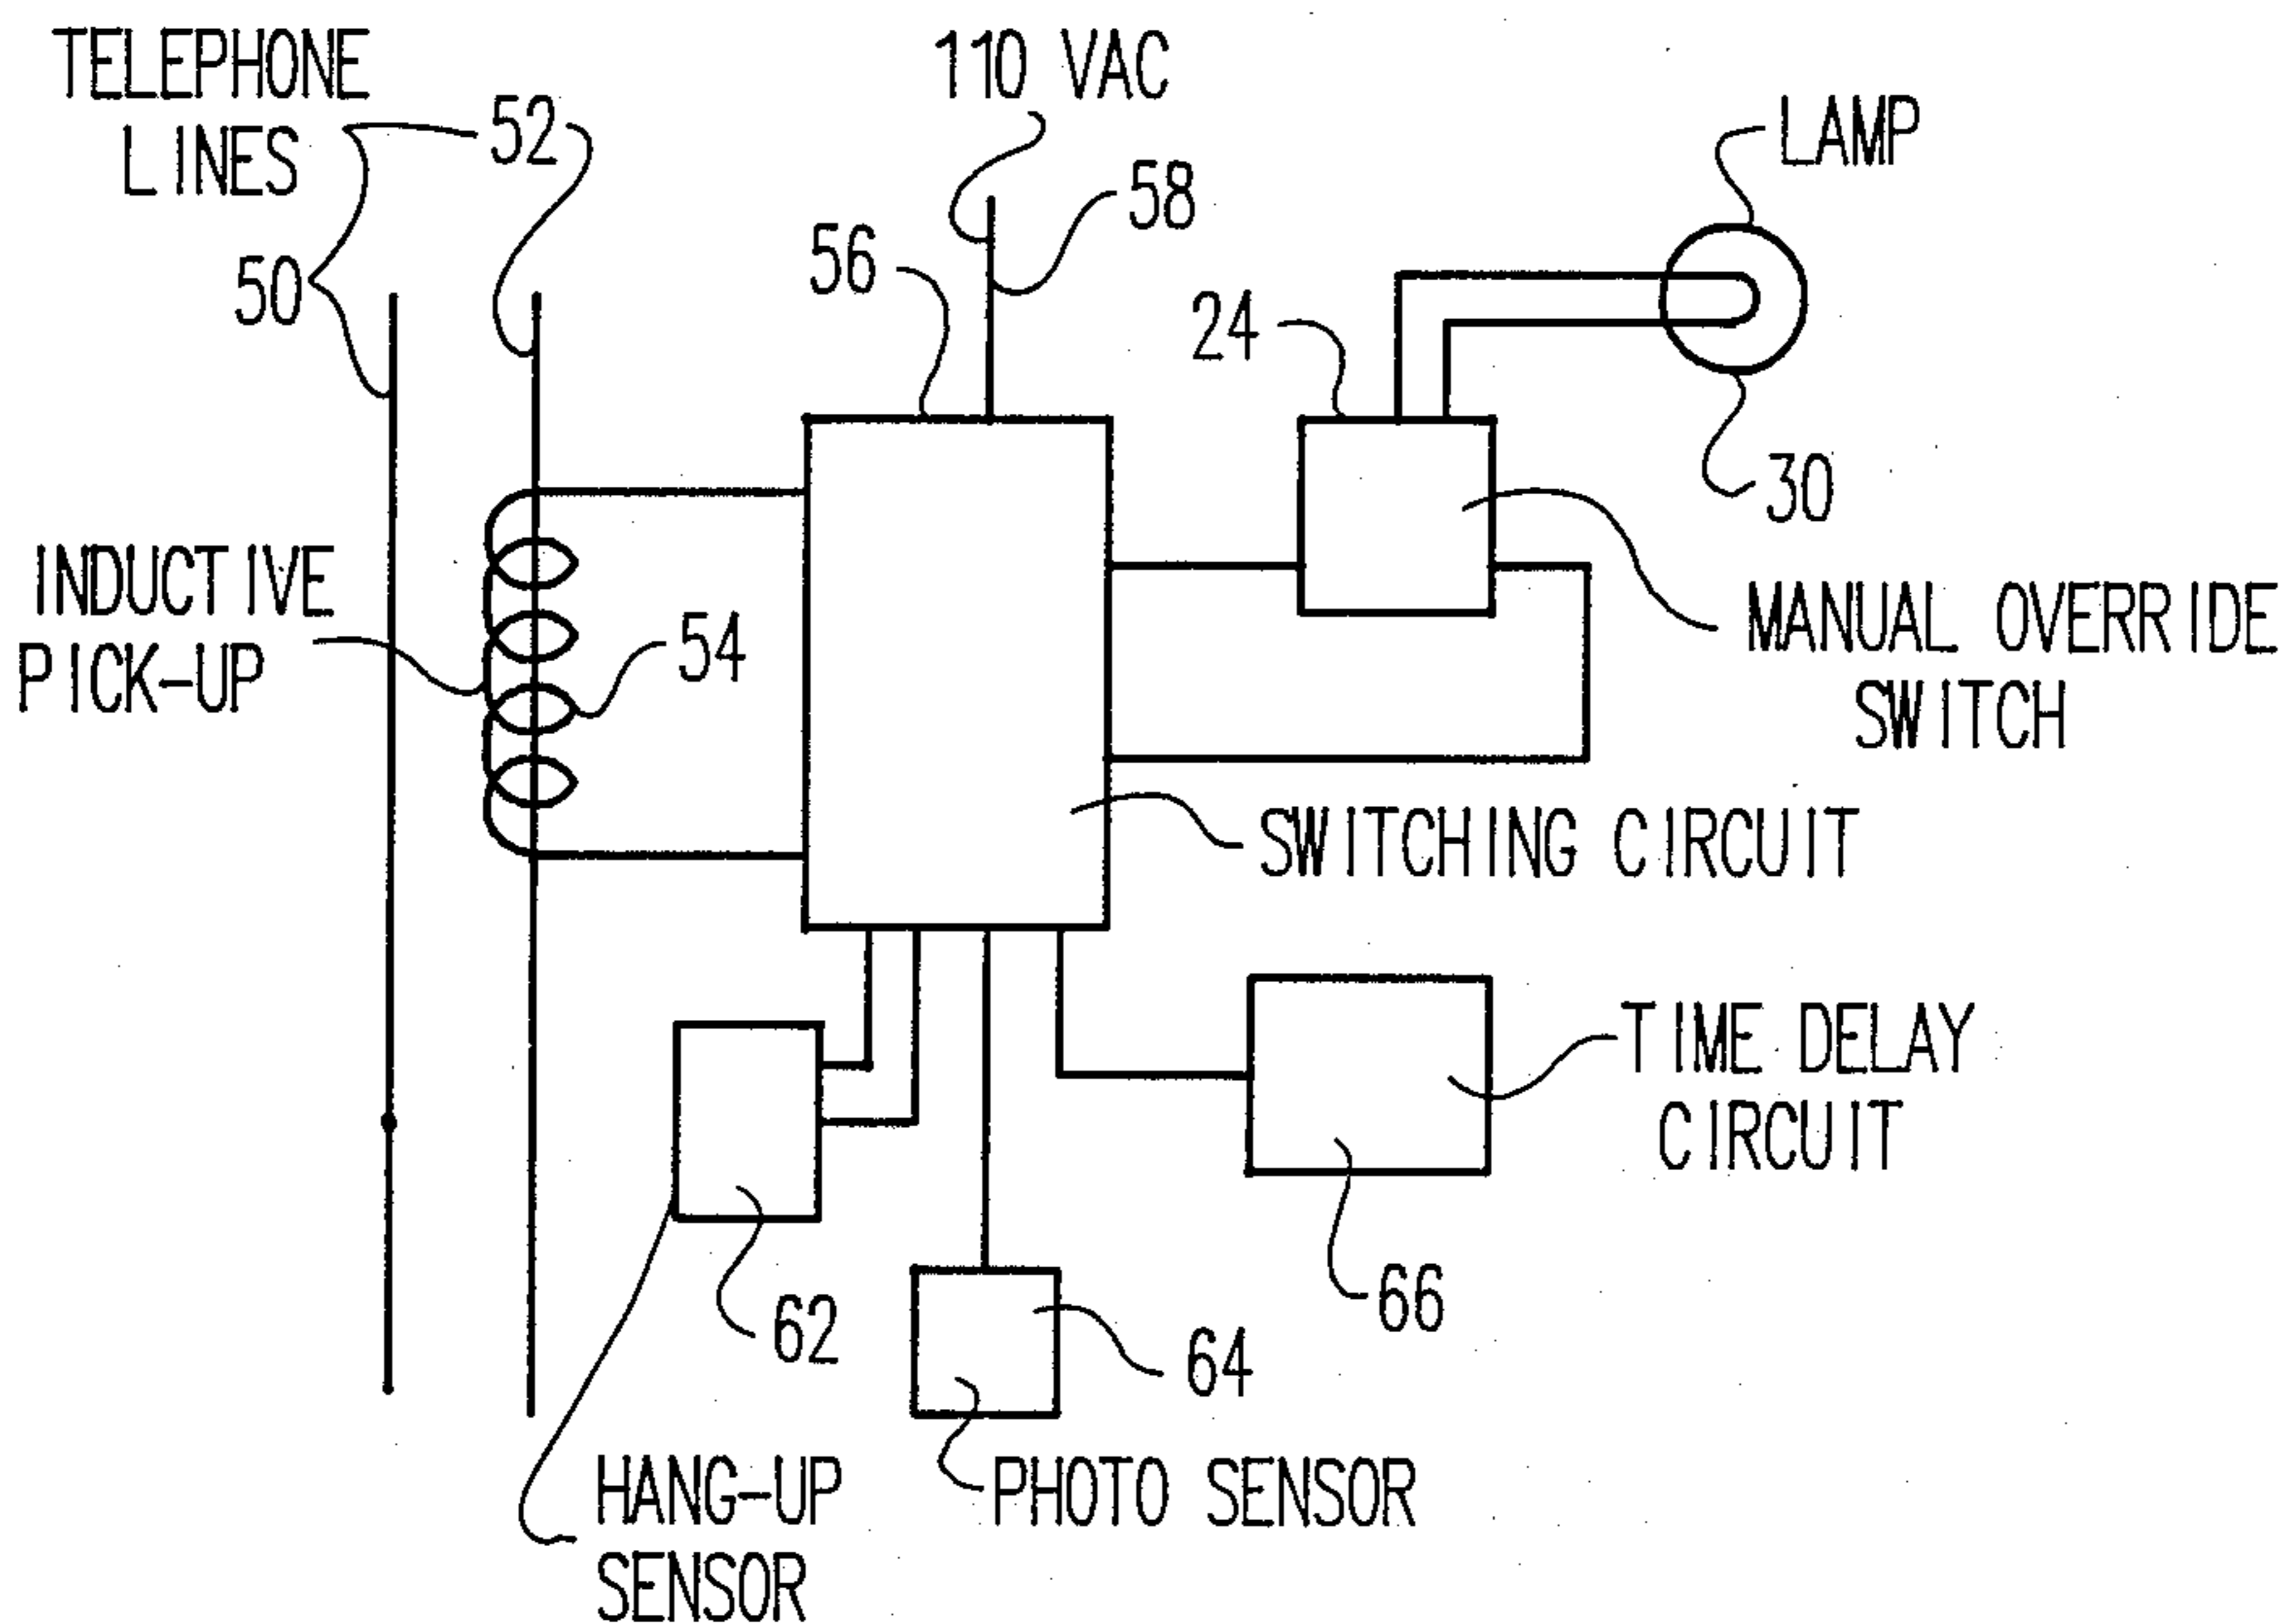 TELEPHONE
LINES
52
50
110 VAC
58
56
24
LAMP
30
INDUCTIVE
PICK-UP
54
MANUAL OVERRIDE
SWITCH
SWITCHING CIRCUIT
TIME DELAY
CIRCUIT
62
64
66
HANG-UP
SENSOR
PHOTO SENSOR